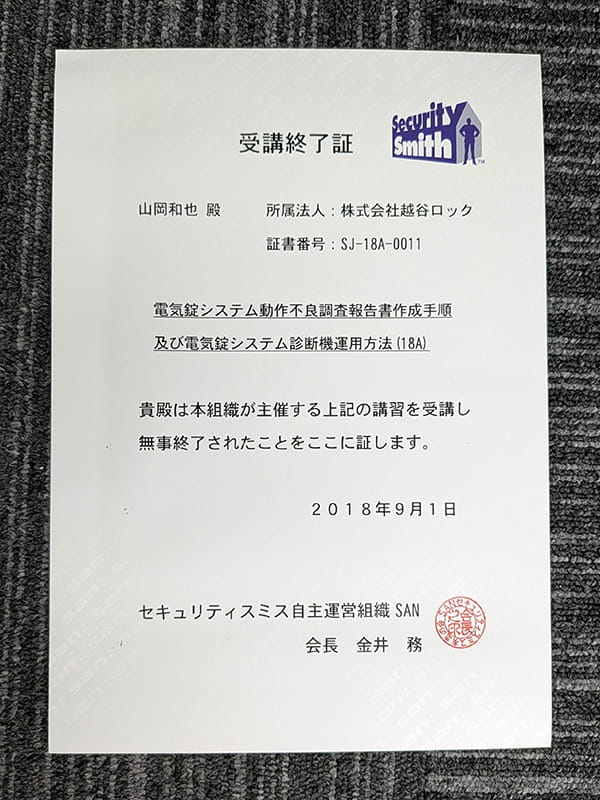 受講終了証
Security
Smith
TM
山岡和也 殿
所属法人：株式会社越谷ロック
証書番号：SJ-18A-0011
電気錠システム動作不良調査報告書作成手順
及び電気錠システム診断機運用方法(18A)
貴殿は本組織が主催する上記の講習を受講し
無事終了されたことをここに証します。
２０１８年９月１日
セキュリティスミス自主運営組織 SAN
会長 金井 務